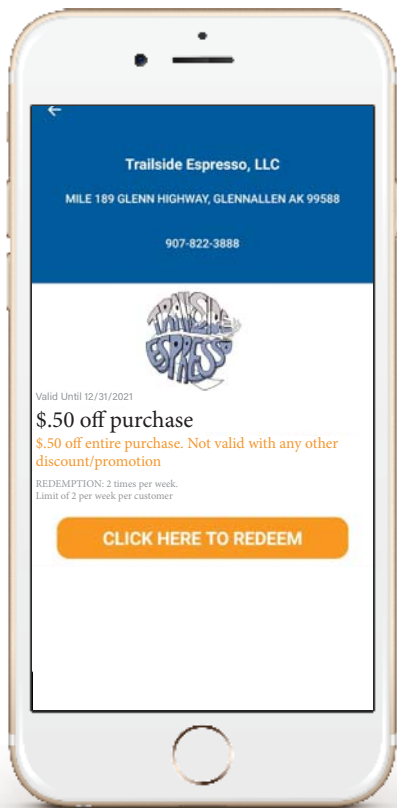 Trailside Espresso, LLC
MILE 189 GLENN HIGHWAY, GLENNALLEN AK 99588
907-822-3888
TRAILSIDE
ESPRESSO
Valid Until 12/31/2021
$.50 off purchase
$.50 off entire purchase. Not valid with any other
discount/promotion
REDEMPTION: 2 times per week.
Limit of 2 per week per customer
CLICK HERE TO REDEEM